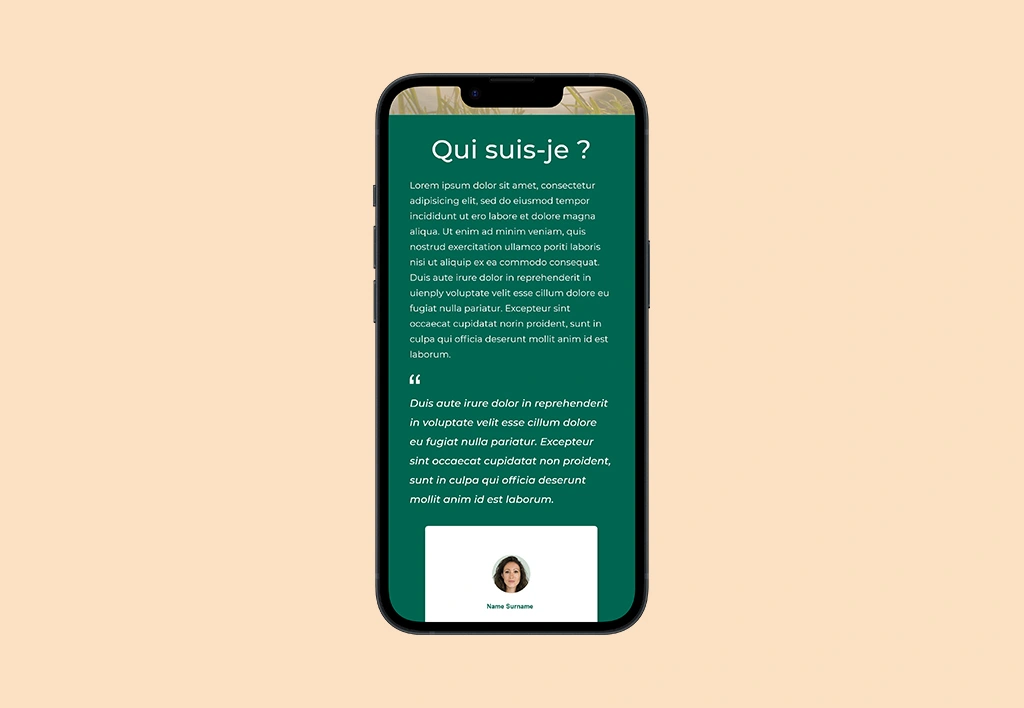 Qui suis-je ?
Lorem ipsum dolor sit amet, consectetur
adipisicing elit, sed do eiusmod tempor
incididunt ut ero labore et dolore magna
aliqua. Ut enim ad minim veniam, quis
nostrud exercitation ullamco poriti laboris
nisi ut aliquip ex ea commodo consequat.
Duis aute irure dolor in reprehenderit in
uienply voluptate velit esse cillum dolore eu
fugiat nulla pariatur. Excepteur sint
occaecat cupidatat norin proident, sunt in
culpa qui officia deserunt mollit anim id est
laborum.
“
Duis aute irure dolor in reprehenderit
in voluptate velit esse cillum dolore
eu fugiat nulla pariatur. Excepteur
sint occaecat cupidatat non proident,
sunt in culpa qui officia deserunt
mollit anim id est laborum.
Name Surname